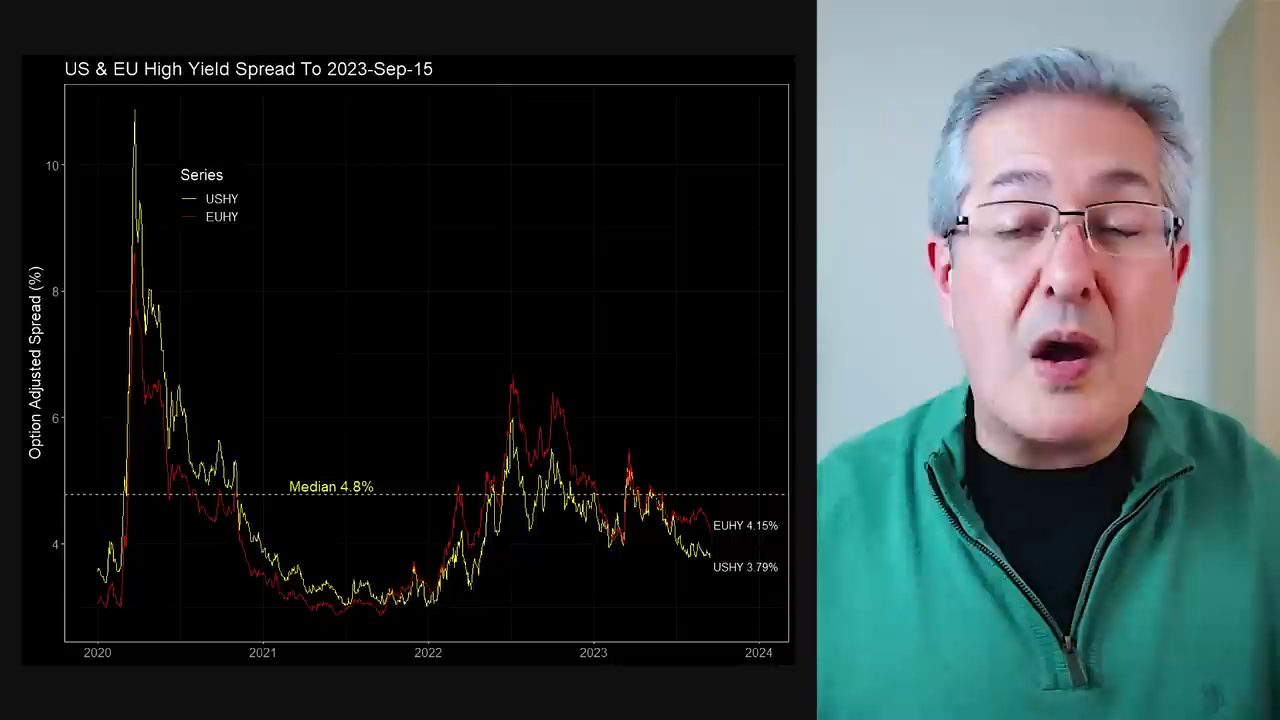 US & EU High Yield Spread To 2023-Sep-15
Option Adjusted Spread (%)
10
8
6
4
Series
USHY
EUHY
Median 4.8%
EUHY 4.15%
USHY 3.79%
2020
2021
2022
2023
2024